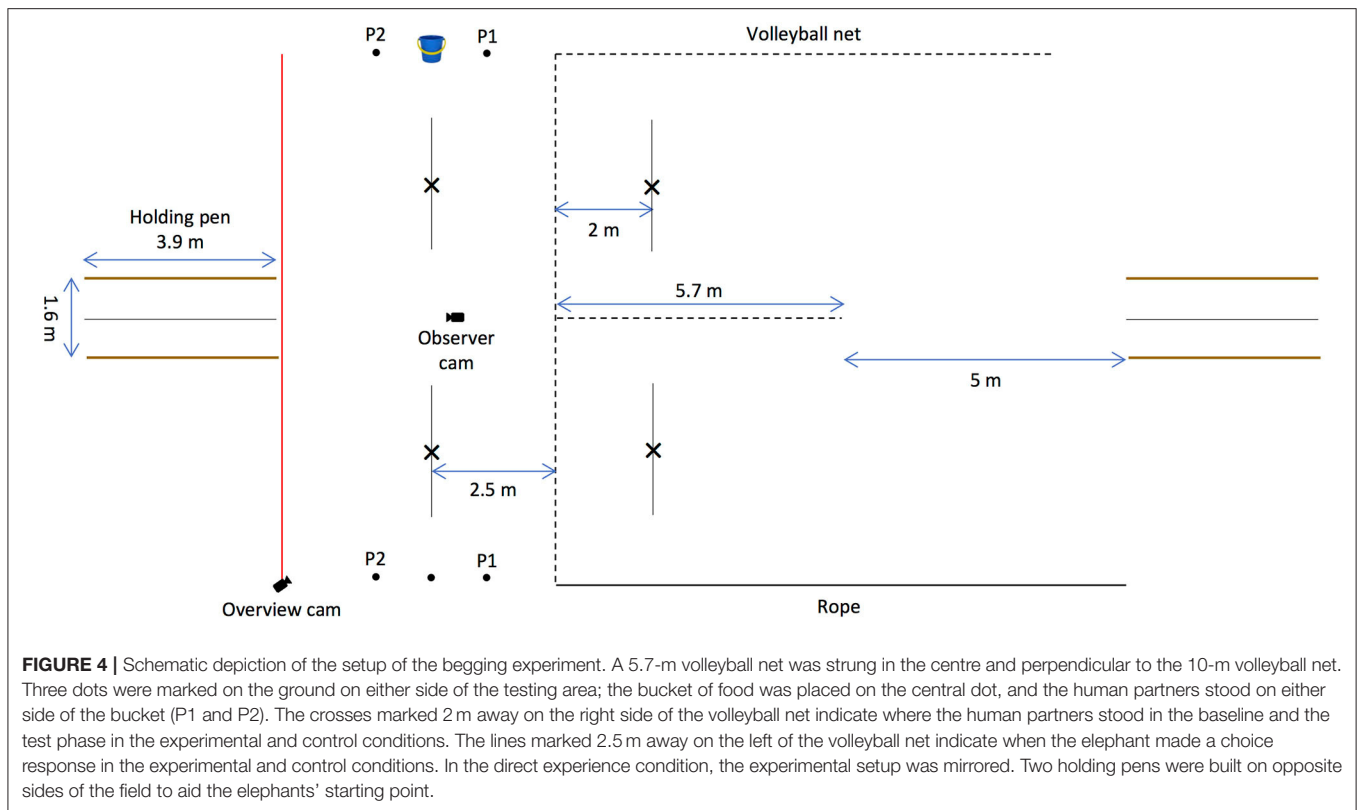 P2
P1
Volleyball net
2 m
Holding pen
3.9 m
1.6 m
5.7 m
Observer
cam
5 m
2.5 m
P2
P1
Overview cam
Rope
FIGURE 4 | Schematic depiction of the setup of the begging experiment. A 5.7-m volleyball net was strung in the centre and perpendicular to the 10-m volleyball net.
Three dots were marked on the ground on either side of the testing area; the bucket of food was placed on the central dot, and the human partners stood on either
side of the bucket (P1 and P2). The crosses marked 2 m away on the right side of the volleyball net indicate where the human partners stood in the baseline and the
test phase in the experimental and control conditions. The lines marked 2.5 m away on the left of the volleyball net indicate when the elephant made a choice
response in the experimental and control conditions. In the direct experience condition, the experimental setup was mirrored. Two holding pens were built on opposite
sides of the field to aid the elephants' starting point.